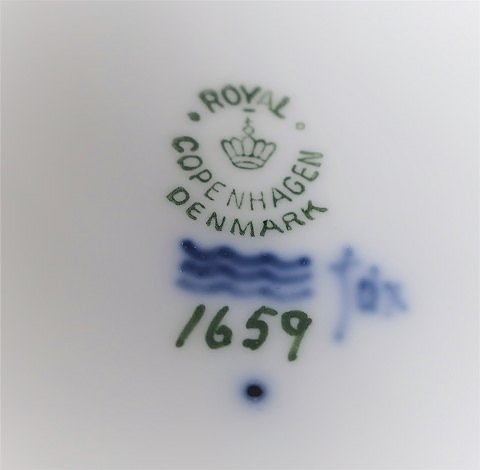 ROYAL
COPENHAGEN
DENMARK
1659